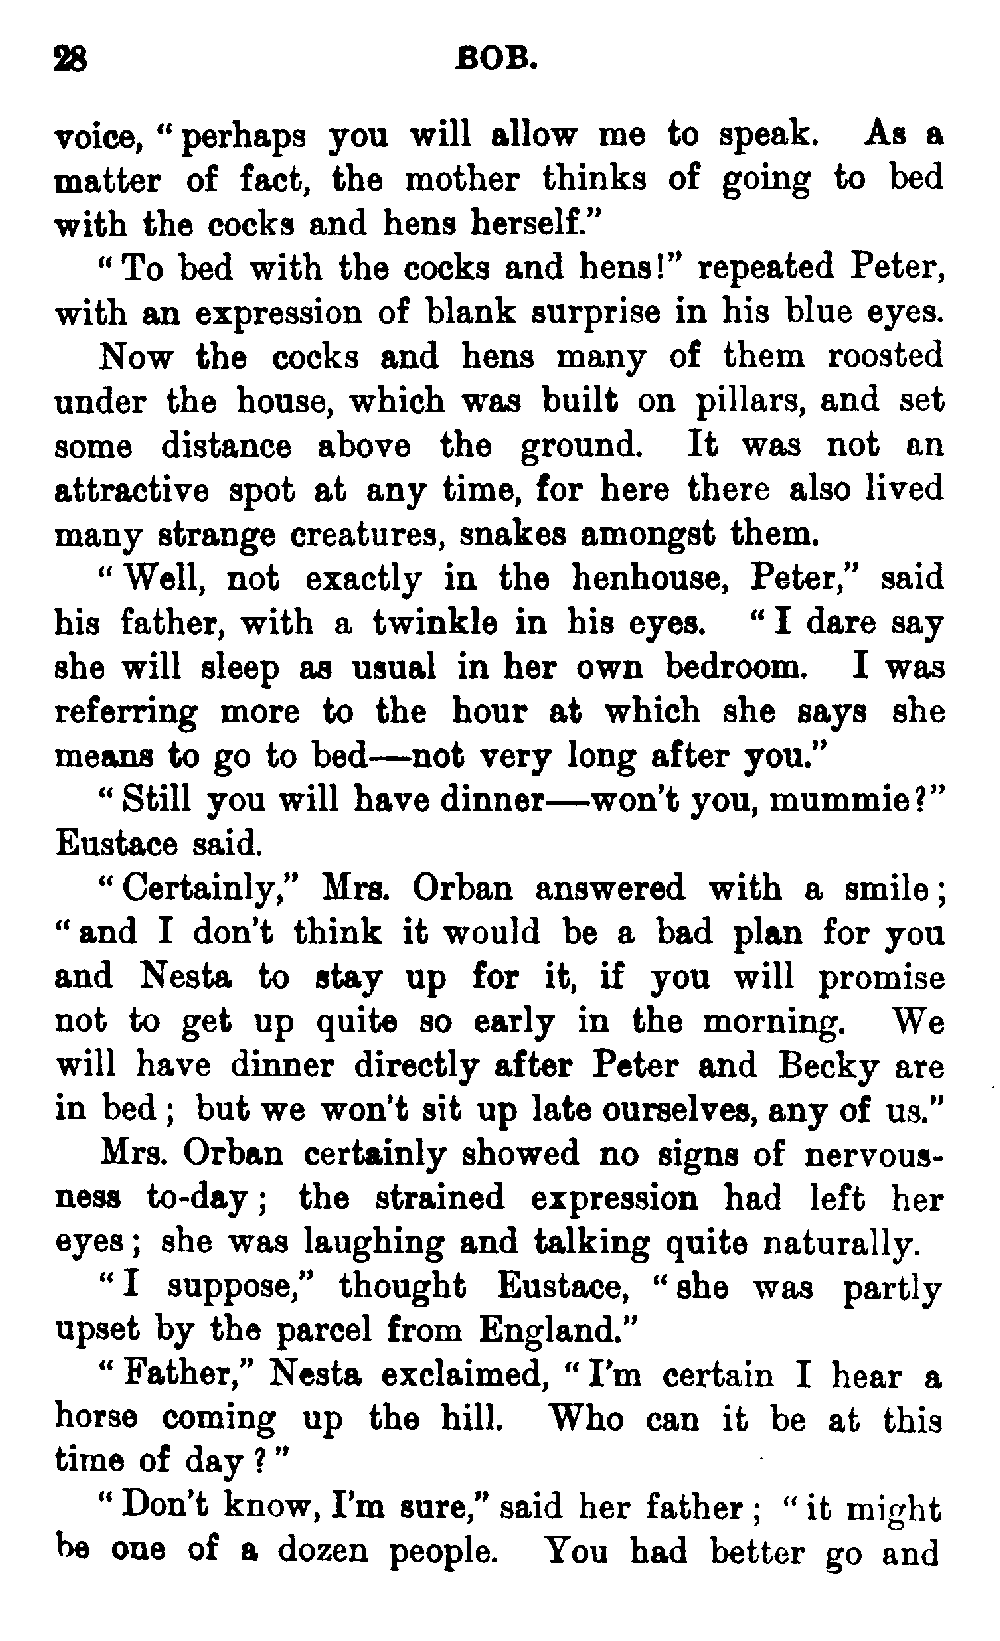 28 BOB.
voice, “ perhaps you will allow me to speak. As a
matter of fact, the mother thinks of going to bed
with the cocks and hens herself.”
“ To bed with the cocks and hens!” repeated Peter,
with an expression of blank surprise in his blue eyes.
Now the cocks and hens many of them roosted
under the house, which was built on pillars, and set
some distance above the ground. It was not an
attractive spot at any time, for here there also lived
many strange creatures, snakes amongst them.
“ Well, not exactly in the henhouse, Peter,” said
his father, with a twinkle in his eyes. “ I dare say
she will sleep as usual in her own bedroom. I was
referring more to the hour at which she says she
means to go to bed—not very long after you.”
“ Still you will have dinner—won’t you, mummie?”
Eustace said.
“ Certainly,” Mrs. Orban answered with a smile ;
“ and I don’t think it would be a bad plan for you
and Nesta to stay up for it, if you will promise
not to get up quite so early in the morning. We
will have dinner directly after Peter and Becky are
in bed ; but we won’t sit up late ourselves, any of us.”
Mrs. Orban certainly showed no signs of nervous-
ness to-day ; the strained expression had left her
eyes ; she was laughing and talking quite naturally.
“ I suppose,” thought Eustace, “ she was partly
upset by the parcel from England.”
“ Father,” Nesta exclaimed, “ I’m certain I hear a
horse coming up the hill. Who can it be at this
time of day ? ”
“ Don’t know, I’m sure,” said her father ; “ it might
be one of a dozen people. You had better go and